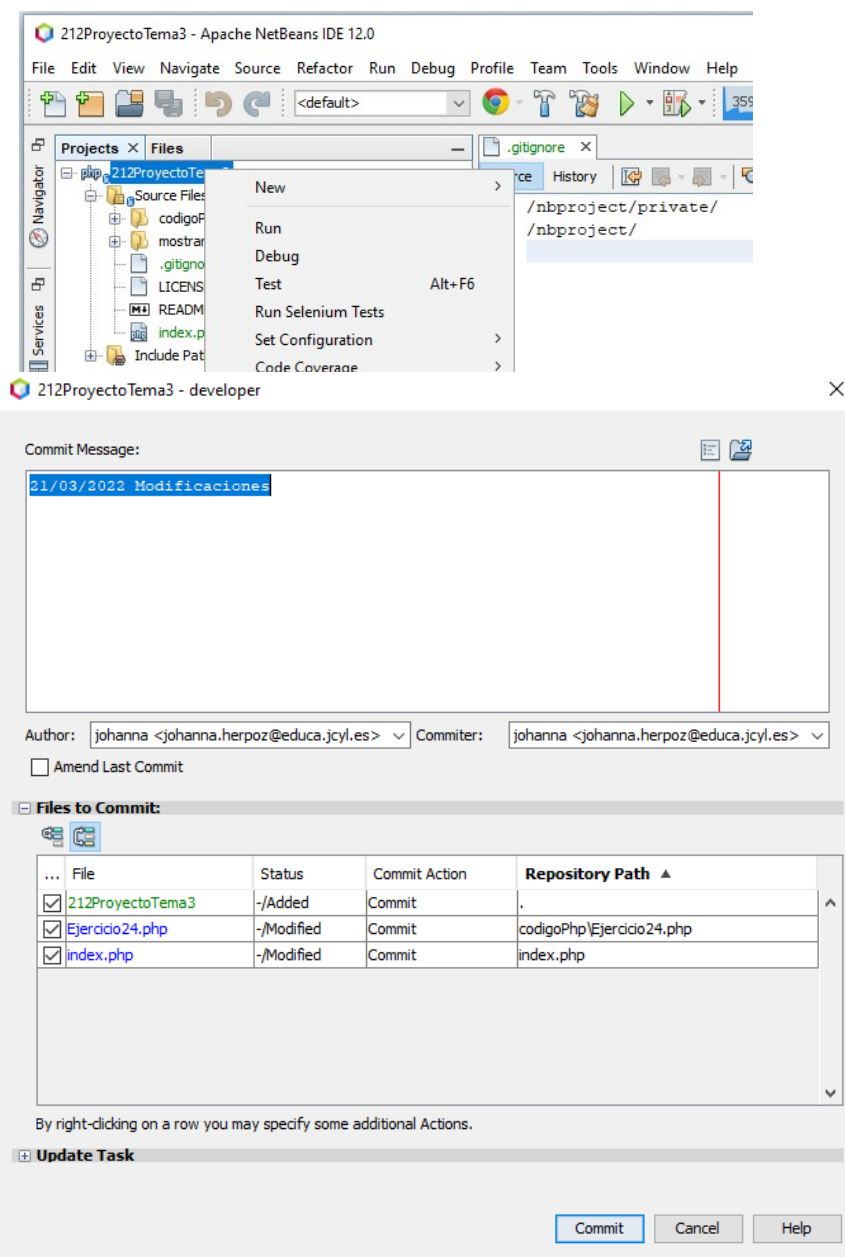 212ProyectoTema3 - Apache NetBeans IDE 12.0
File Edit View Navigate Source Refactor Run Debug Profile Team Tools Window Help
<default>
359
Projects Files
.gitignore
212ProyectoTe
Source Files
codigoP
mostrar
.gitigno
LICENS
READM
index.p
Include Pat
Navigator
Services
New
Run
Debug
Test Alt+F6
Run Selenium Tests
Set Configuration
Code Coverage
rce History
/nbproject/private/
/nbproject/
212ProyectoTema3 - developer
Commit Message:
21/03/2022 Modificaciones
Author: johanna <johanna.herpoz@educa.jcyl.es> Commiter: johanna <johanna.herpoz@educa.jcyl.es>
Amend Last Commit
Files to Commit:
... File Status Commit Action Repository Path
212ProyectoTema3 -/Added Commit .
Ejercicio24.php -/Modified Commit codigoPhp\Ejercicio24.php
index.php -/Modified Commit index.php
By right-clicking on a row you may specify some additional Actions.
Update Task
Commit Cancel Help